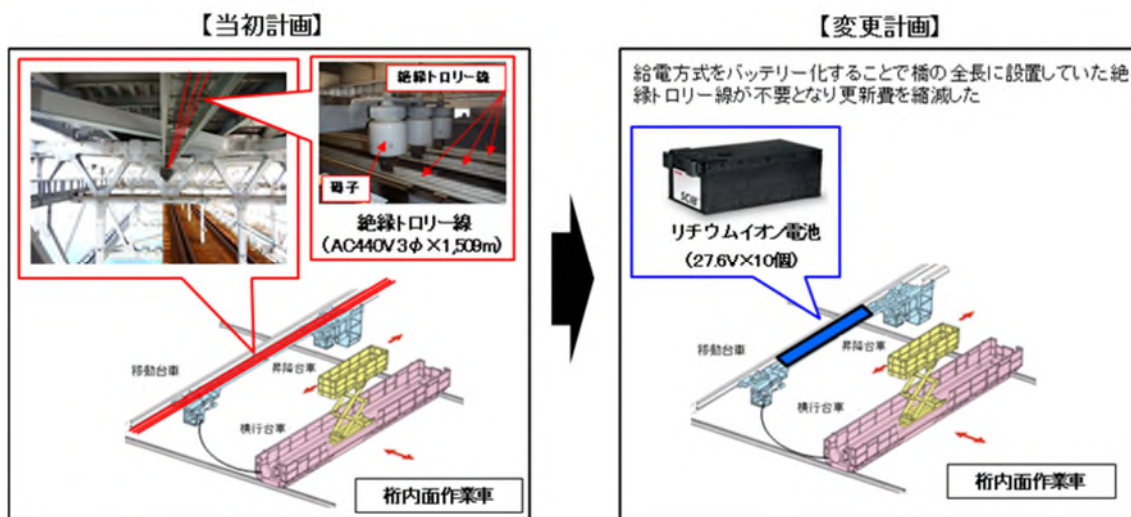 【当初計画】
絶縁トロリー線
碍子
絶縁トロリー線
(AC440V 3φ×1,509m)
移動台車
昇降台車
横行台車
桁内面作業車
【変更計画】
給電方式をバッテリー化することで橋の全長に設置していた絶
縁トロリー線が不要となり更新費を縮減した
SCiB
リチウムイオン電池
(27.6V×10個)
移動台車
昇降台車
横行台車
桁内面作業車